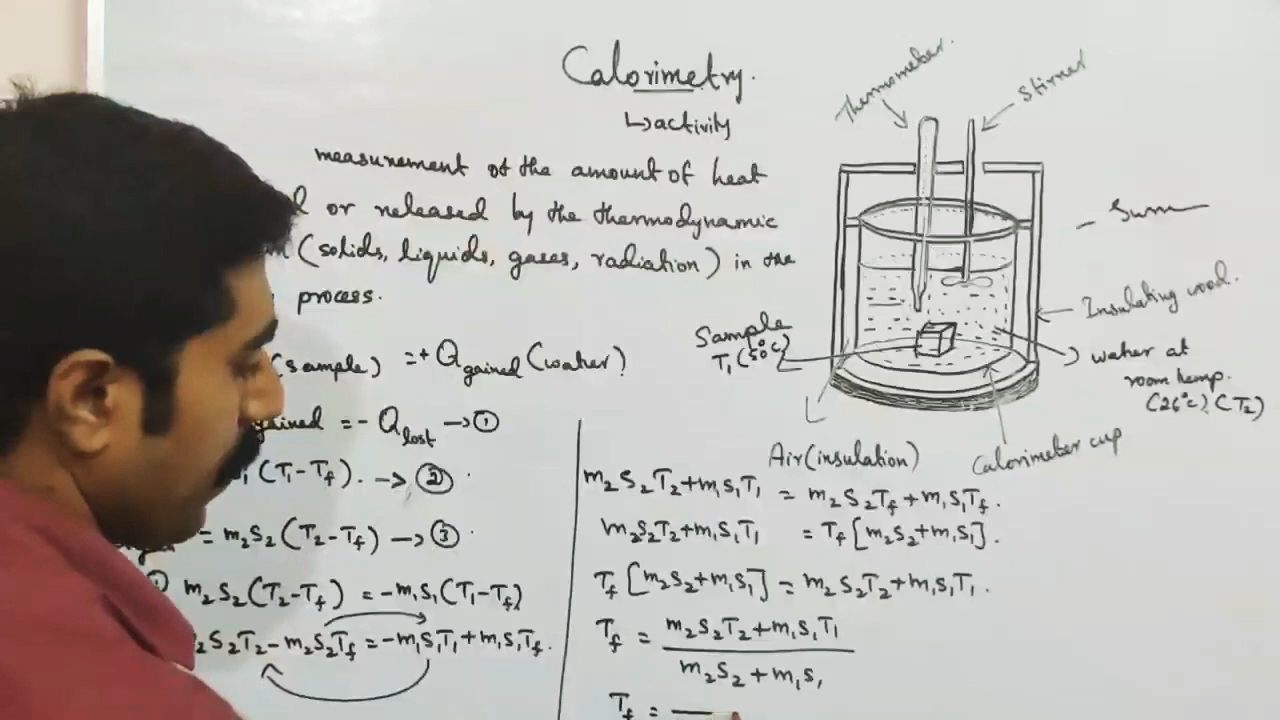 Calorimetry.
↳activity
measurement of the amount of heat
or released by the thermodynamic
(solids, liquids, gases, radiation) in the
process.
(sample) =+ Q gained (water)
gained = - Q lost →①
(T₁-T_f). →②
= m₂S₂(T₂-T_f) →③
m₂S₂(T₂-T_f) = -m₁S₁(T₁-T_f)
S₂T₂-m₂S₂T_f = -m₁S₁T₁+m₁S₁T_f.
m₂S₂T₂+m₁S₁T₁ = m₂S₂T_f+m₁S₁T_f.
m₂S₂T₂+m₁S₁T₁ = T_f[m₂S₂+m₁S₁].
T_f[m₂S₂+m₁S₁] = m₂S₂T₂+m₁S₁T₁.
T_f = m₂S₂T₂+m₁S₁T₁
m₂S₂+m₁S₁
T_f =
Thermometer.
Stirrer
Insulating wood.
Sample
T₁(50°C)
water at
room temp.
(26°C)(T₂)
Air(insulation)
Calorimeter cup